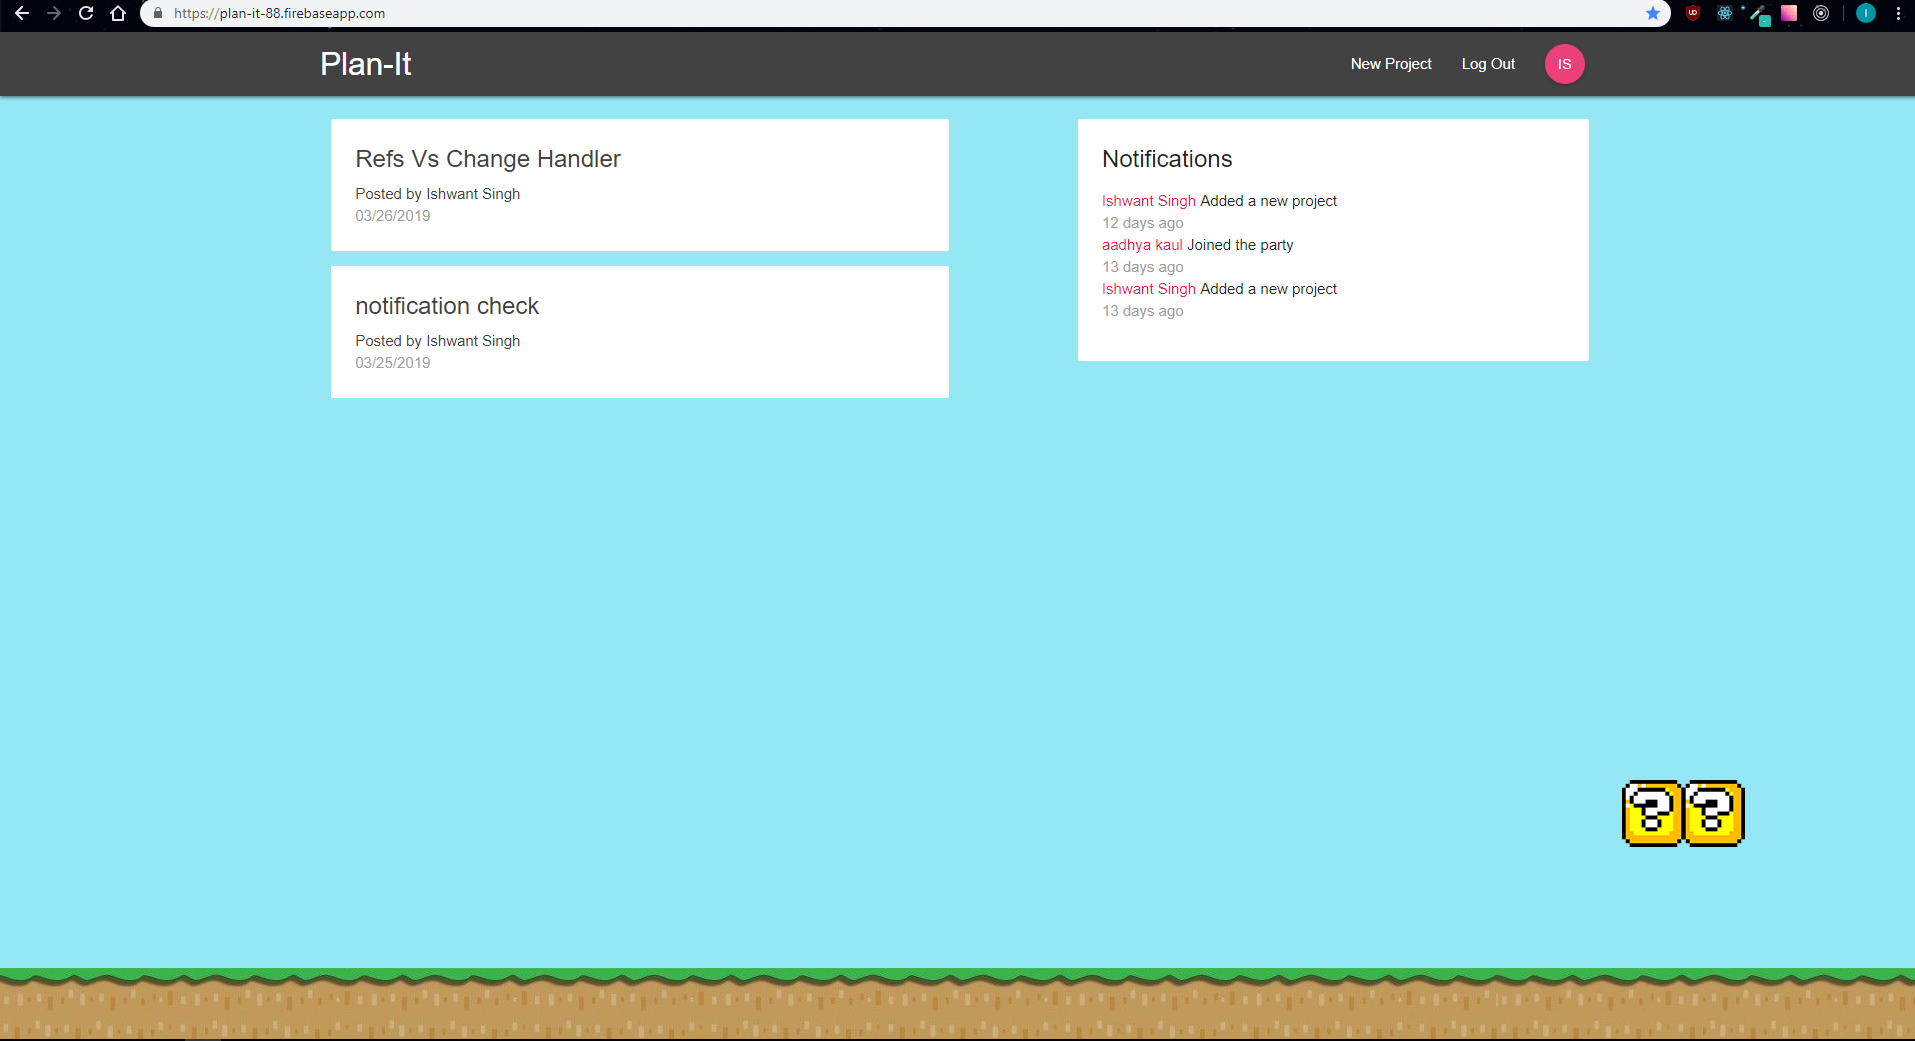 https://plan-it-88.firebaseapp.com
UD
I
Plan-It
New Project
Log Out
IS
Refs Vs Change Handler
Posted by Ishwant Singh
03/26/2019
notification check
Posted by Ishwant Singh
03/25/2019
Notifications
Ishwant Singh Added a new project
12 days ago
aadhya kaul Joined the party
13 days ago
Ishwant Singh Added a new project
13 days ago
? ?